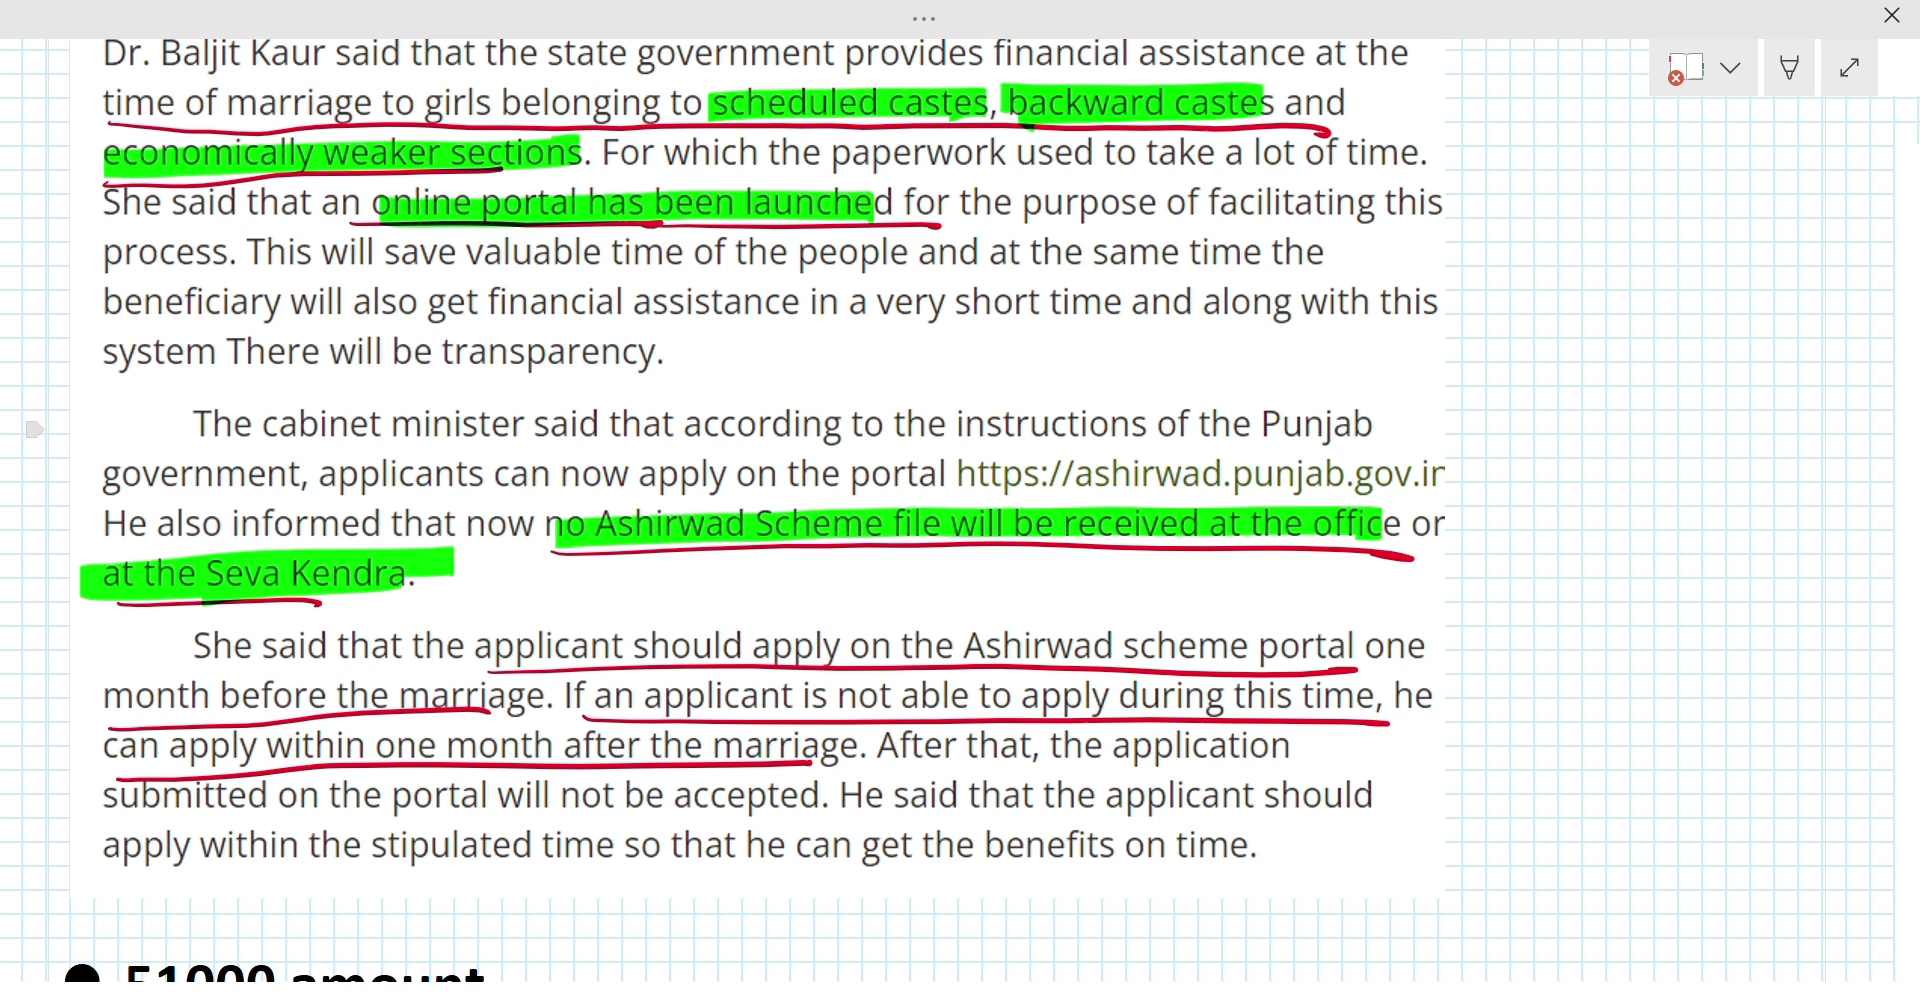 Dr. Baljit Kaur said that the state government provides financial assistance at the
time of marriage to girls belonging to scheduled castes, backward castes and
economically weaker sections. For which the paperwork used to take a lot of time.
She said that an online portal has been launched for the purpose of facilitating this
process. This will save valuable time of the people and at the same time the
beneficiary will also get financial assistance in a very short time and along with this
system There will be transparency.
The cabinet minister said that according to the instructions of the Punjab
government, applicants can now apply on the portal https://ashirwad.punjab.gov.in
He also informed that now no Ashirwad Scheme file will be received at the office or
at the Seva Kendra.
She said that the applicant should apply on the Ashirwad scheme portal one
month before the marriage. If an applicant is not able to apply during this time, he
can apply within one month after the marriage. After that, the application
submitted on the portal will not be accepted. He said that the applicant should
apply within the stipulated time so that he can get the benefits on time.
● 51000 amount